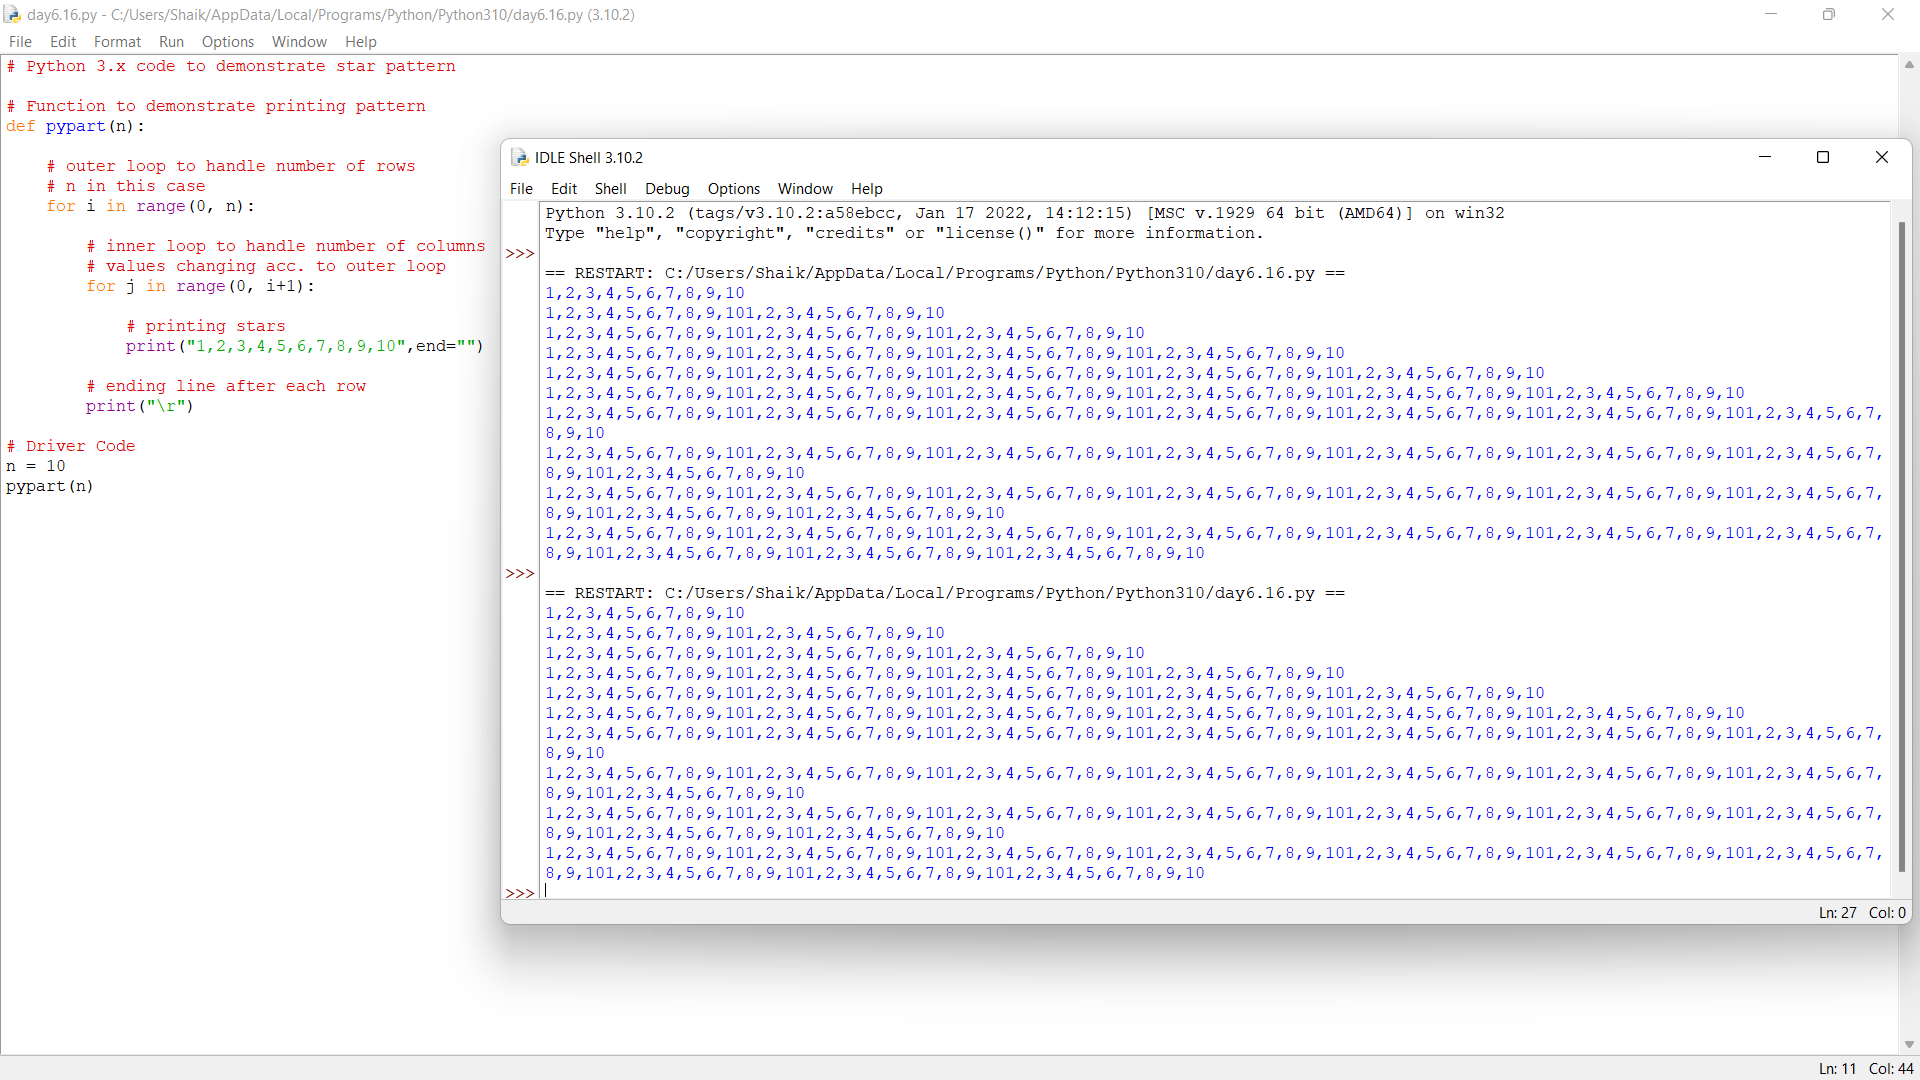 day6.16.py - C:/Users/Shaik/AppData/Local/Programs/Python/Python310/day6.16.py (3.10.2)
File Edit Format Run Options Window Help
# Python 3.x code to demonstrate star pattern
# Function to demonstrate printing pattern
def pypart(n):
# outer loop to handle number of rows
# n in this case
for i in range(0, n):
# inner loop to handle number of columns
# values changing acc. to outer loop
for j in range(0, i+1):
# printing stars
print("1,2,3,4,5,6,7,8,9,10",end="")
# ending line after each row
print("\r")
# Driver Code
n = 10
pypart(n)
IDLE Shell 3.10.2
File Edit Shell Debug Options Window Help
Python 3.10.2 (tags/v3.10.2:a58ebcc, Jan 17 2022, 14:12:15) [MSC v.1929 64 bit (AMD64)] on win32
Type "help", "copyright", "credits" or "license()" for more information.
>>>
== RESTART: C:/Users/Shaik/AppData/Local/Programs/Python/Python310/day6.16.py ==
1,2,3,4,5,6,7,8,9,10
1,2,3,4,5,6,7,8,9,101,2,3,4,5,6,7,8,9,10
1,2,3,4,5,6,7,8,9,101,2,3,4,5,6,7,8,9,101,2,3,4,5,6,7,8,9,10
1,2,3,4,5,6,7,8,9,101,2,3,4,5,6,7,8,9,101,2,3,4,5,6,7,8,9,101,2,3,4,5,6,7,8,9,10
1,2,3,4,5,6,7,8,9,101,2,3,4,5,6,7,8,9,101,2,3,4,5,6,7,8,9,101,2,3,4,5,6,7,8,9,101,2,3,4,5,6,7,8,9,10
1,2,3,4,5,6,7,8,9,101,2,3,4,5,6,7,8,9,101,2,3,4,5,6,7,8,9,101,2,3,4,5,6,7,8,9,101,2,3,4,5,6,7,8,9,101,2,3,4,5,6,7,8,9,10
1,2,3,4,5,6,7,8,9,101,2,3,4,5,6,7,8,9,101,2,3,4,5,6,7,8,9,101,2,3,4,5,6,7,8,9,101,2,3,4,5,6,7,8,9,101,2,3,4,5,6,7,8,9,101,2,3,4,5,6,7,
8,9,10
1,2,3,4,5,6,7,8,9,101,2,3,4,5,6,7,8,9,101,2,3,4,5,6,7,8,9,101,2,3,4,5,6,7,8,9,101,2,3,4,5,6,7,8,9,101,2,3,4,5,6,7,8,9,101,2,3,4,5,6,7,
8,9,101,2,3,4,5,6,7,8,9,10
1,2,3,4,5,6,7,8,9,101,2,3,4,5,6,7,8,9,101,2,3,4,5,6,7,8,9,101,2,3,4,5,6,7,8,9,101,2,3,4,5,6,7,8,9,101,2,3,4,5,6,7,8,9,101,2,3,4,5,6,7,
8,9,101,2,3,4,5,6,7,8,9,101,2,3,4,5,6,7,8,9,10
1,2,3,4,5,6,7,8,9,101,2,3,4,5,6,7,8,9,101,2,3,4,5,6,7,8,9,101,2,3,4,5,6,7,8,9,101,2,3,4,5,6,7,8,9,101,2,3,4,5,6,7,8,9,101,2,3,4,5,6,7,
8,9,101,2,3,4,5,6,7,8,9,101,2,3,4,5,6,7,8,9,101,2,3,4,5,6,7,8,9,10
>>>
== RESTART: C:/Users/Shaik/AppData/Local/Programs/Python/Python310/day6.16.py ==
1,2,3,4,5,6,7,8,9,10
1,2,3,4,5,6,7,8,9,101,2,3,4,5,6,7,8,9,10
1,2,3,4,5,6,7,8,9,101,2,3,4,5,6,7,8,9,101,2,3,4,5,6,7,8,9,10
1,2,3,4,5,6,7,8,9,101,2,3,4,5,6,7,8,9,101,2,3,4,5,6,7,8,9,101,2,3,4,5,6,7,8,9,10
1,2,3,4,5,6,7,8,9,101,2,3,4,5,6,7,8,9,101,2,3,4,5,6,7,8,9,101,2,3,4,5,6,7,8,9,101,2,3,4,5,6,7,8,9,10
1,2,3,4,5,6,7,8,9,101,2,3,4,5,6,7,8,9,101,2,3,4,5,6,7,8,9,101,2,3,4,5,6,7,8,9,101,2,3,4,5,6,7,8,9,101,2,3,4,5,6,7,8,9,10
1,2,3,4,5,6,7,8,9,101,2,3,4,5,6,7,8,9,101,2,3,4,5,6,7,8,9,101,2,3,4,5,6,7,8,9,101,2,3,4,5,6,7,8,9,101,2,3,4,5,6,7,8,9,101,2,3,4,5,6,7,
8,9,10
1,2,3,4,5,6,7,8,9,101,2,3,4,5,6,7,8,9,101,2,3,4,5,6,7,8,9,101,2,3,4,5,6,7,8,9,101,2,3,4,5,6,7,8,9,101,2,3,4,5,6,7,8,9,101,2,3,4,5,6,7,
8,9,101,2,3,4,5,6,7,8,9,10
1,2,3,4,5,6,7,8,9,101,2,3,4,5,6,7,8,9,101,2,3,4,5,6,7,8,9,101,2,3,4,5,6,7,8,9,101,2,3,4,5,6,7,8,9,101,2,3,4,5,6,7,8,9,101,2,3,4,5,6,7,
8,9,101,2,3,4,5,6,7,8,9,101,2,3,4,5,6,7,8,9,10
1,2,3,4,5,6,7,8,9,101,2,3,4,5,6,7,8,9,101,2,3,4,5,6,7,8,9,101,2,3,4,5,6,7,8,9,101,2,3,4,5,6,7,8,9,101,2,3,4,5,6,7,8,9,101,2,3,4,5,6,7,
8,9,101,2,3,4,5,6,7,8,9,101,2,3,4,5,6,7,8,9,101,2,3,4,5,6,7,8,9,10
>>>
Ln: 27 Col: 0
Ln: 11 Col: 44